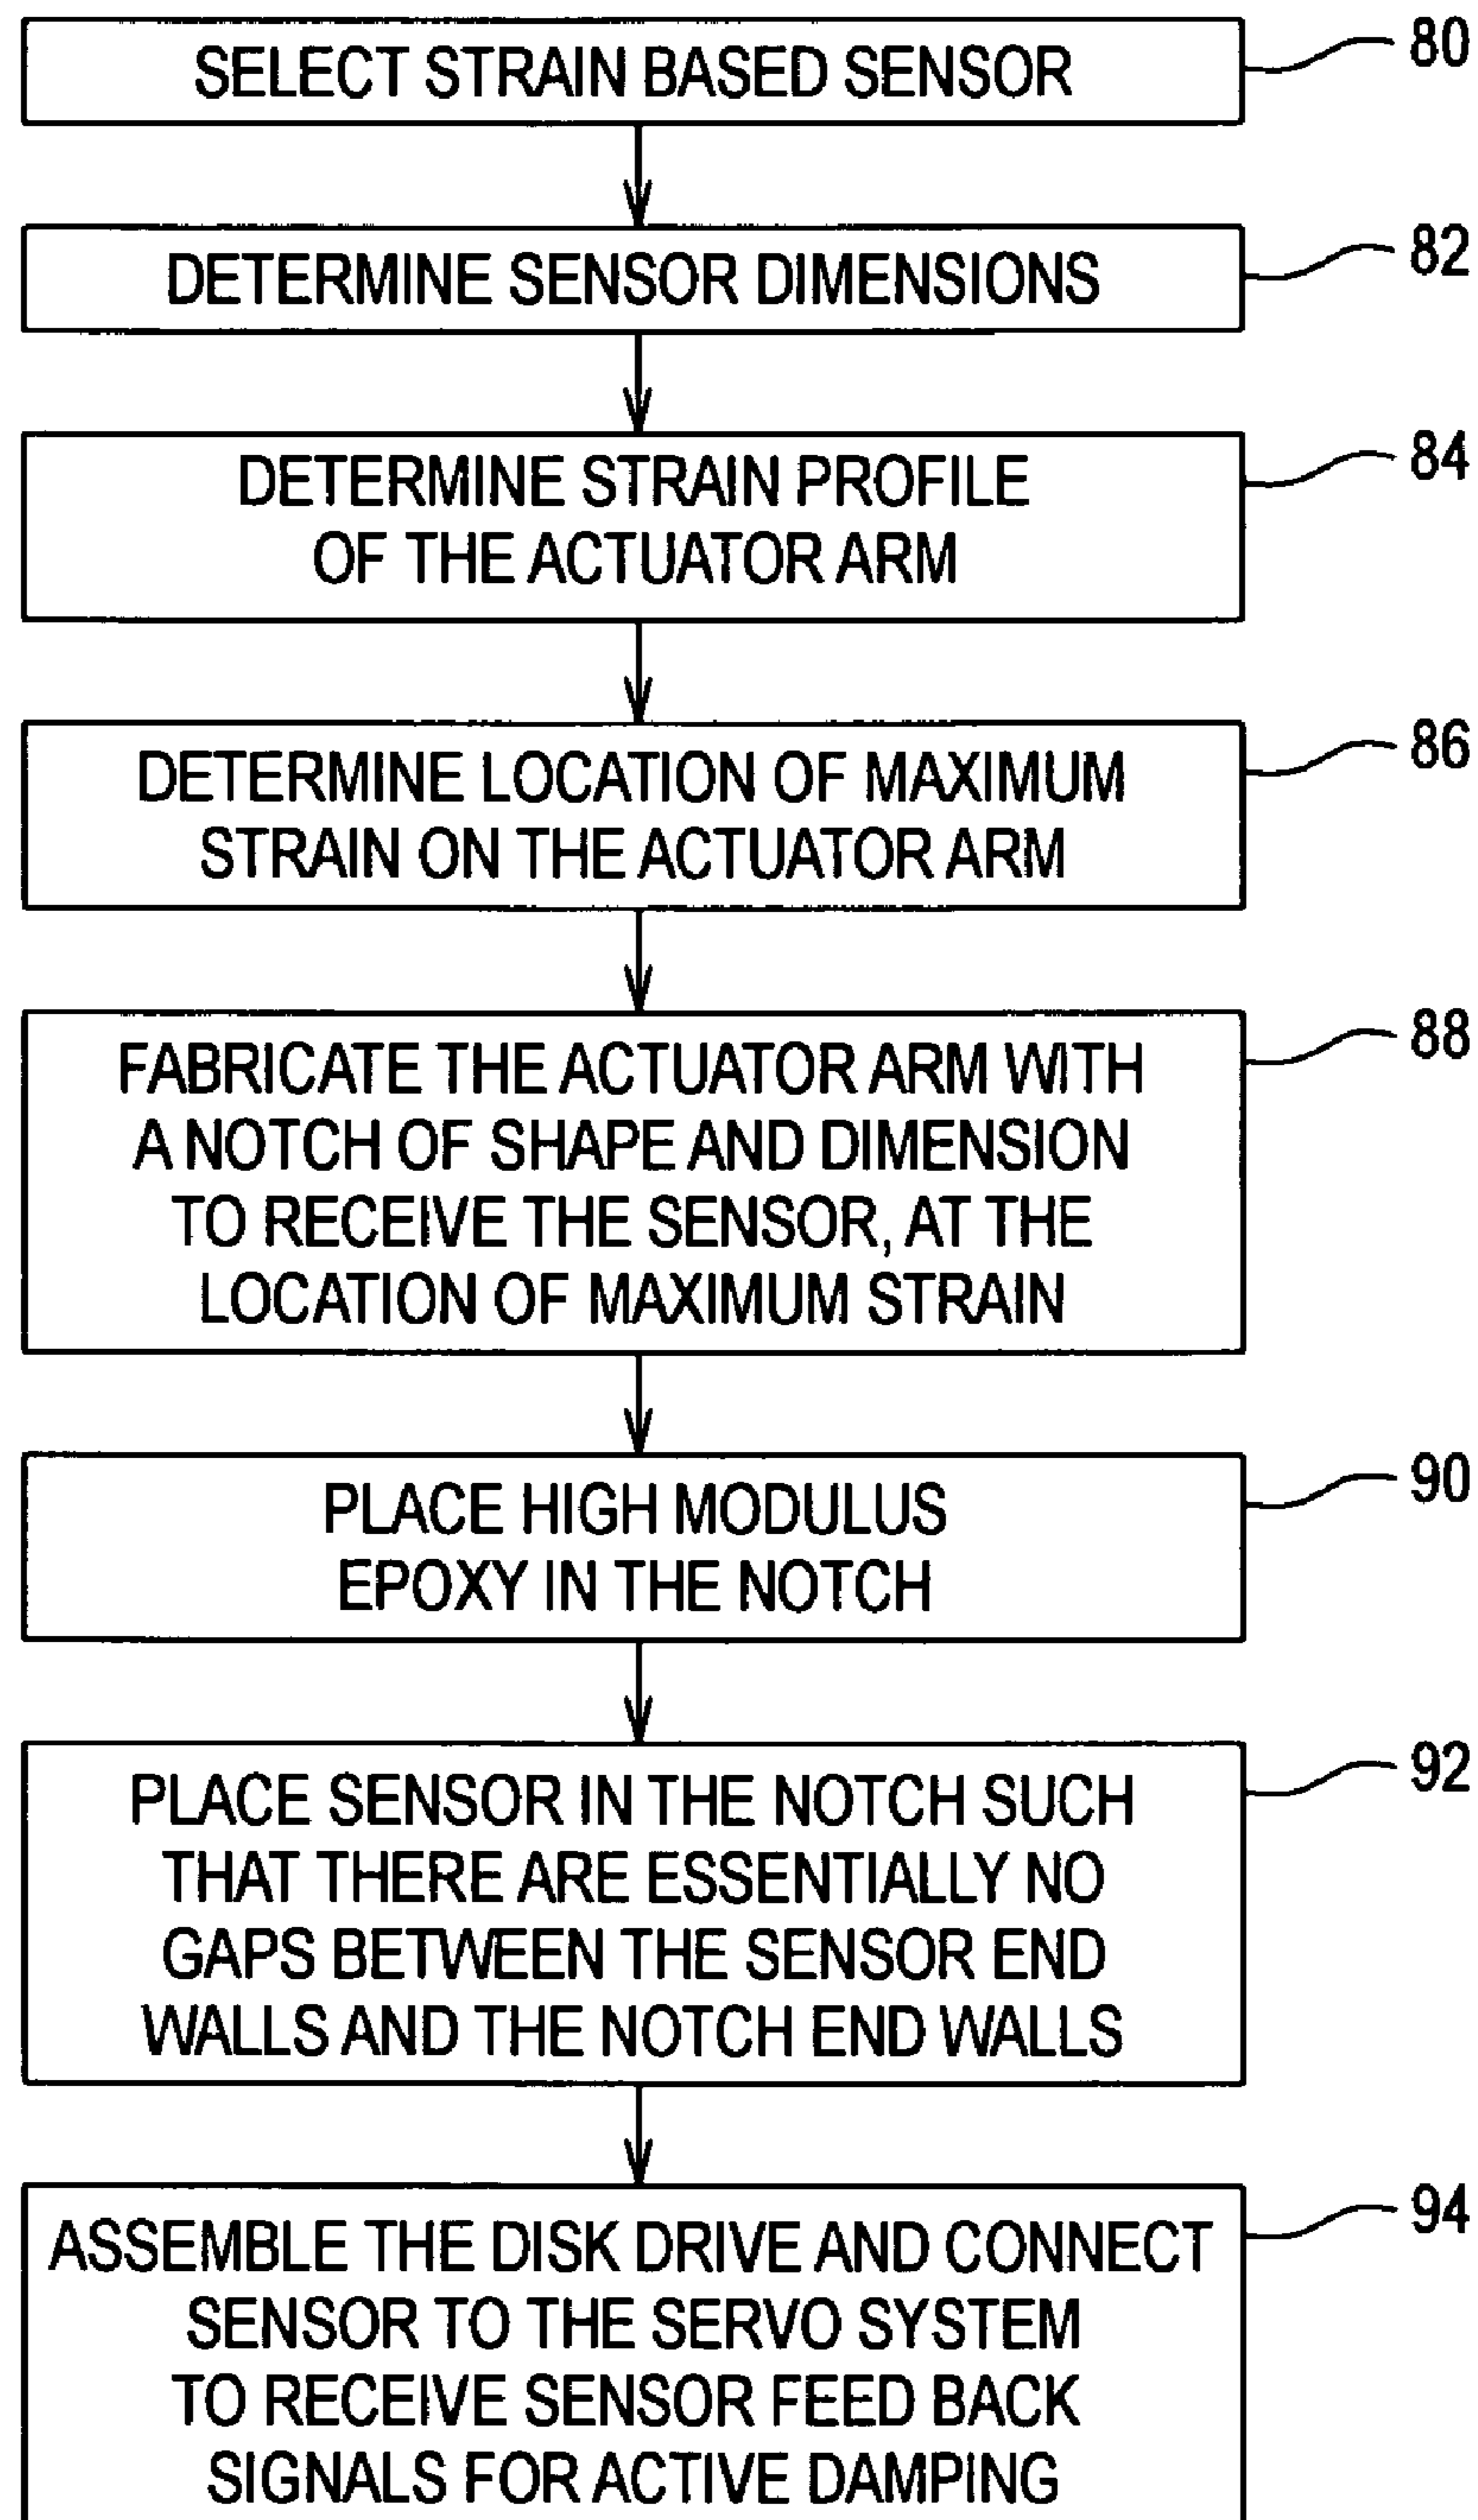 SELECT STRAIN BASED SENSOR
80
DETERMINE SENSOR DIMENSIONS
82
DETERMINE STRAIN PROFILE
OF THE ACTUATOR ARM
84
DETERMINE LOCATION OF MAXIMUM
STRAIN ON THE ACTUATOR ARM
86
FABRICATE THE ACTUATOR ARM WITH
A NOTCH OF SHAPE AND DIMENSION
TO RECEIVE THE SENSOR, AT THE
LOCATION OF MAXIMUM STRAIN
88
PLACE HIGH MODULUS
EPOXY IN THE NOTCH
90
PLACE SENSOR IN THE NOTCH SUCH
THAT THERE ARE ESSENTIALLY NO
GAPS BETWEEN THE SENSOR END
WALLS AND THE NOTCH END WALLS
92
ASSEMBLE THE DISK DRIVE AND CONNECT
SENSOR TO THE SERVO SYSTEM
TO RECEIVE SENSOR FEED BACK
SIGNALS FOR ACTIVE DAMPING
94